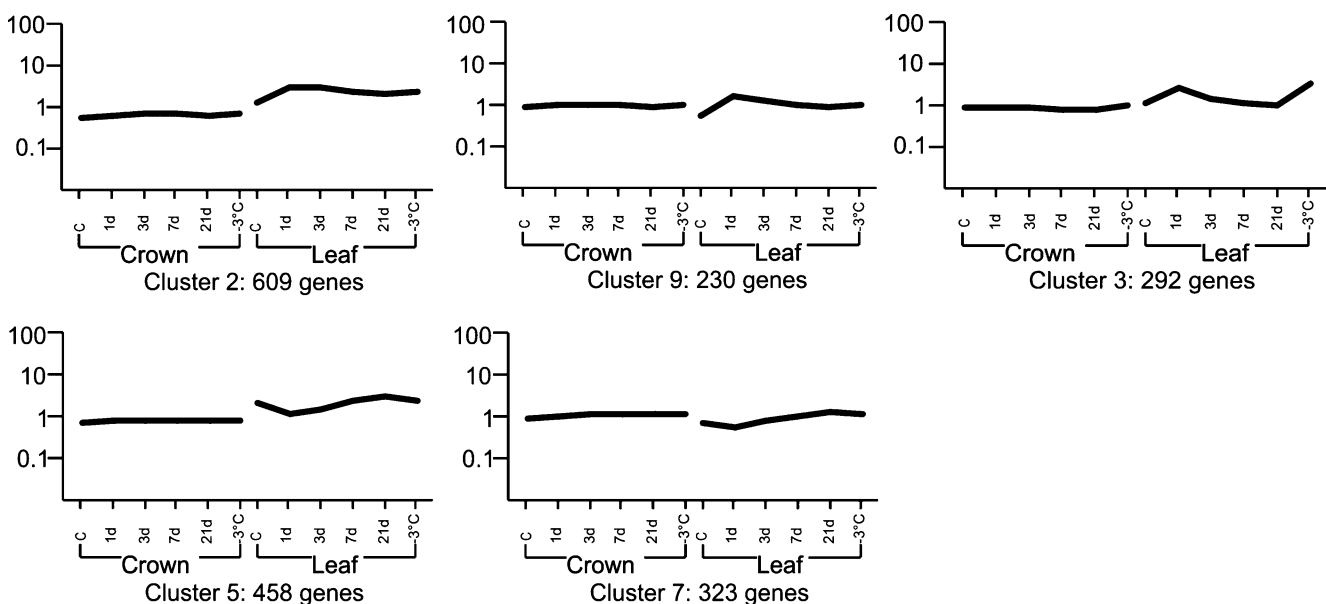 100
10
1
0.1
C 1d 3d 7d 21d -3°C C 1d 3d 7d 21d -3°C
Crown Leaf
Cluster 2: 609 genes
100
10
1
0.1
C 1d 3d 7d 21d -3°C C 1d 3d 7d 21d -3°C
Crown Leaf
Cluster 9: 230 genes
100
10
1
0.1
C 1d 3d 7d 21d -3°C C 1d 3d 7d 21d -3°C
Crown Leaf
Cluster 3: 292 genes
100
10
1
0.1
C 1d 3d 7d 21d -3°C C 1d 3d 7d 21d -3°C
Crown Leaf
Cluster 5: 458 genes
100
10
1
0.1
C 1d 3d 7d 21d -3°C C 1d 3d 7d 21d -3°C
Crown Leaf
Cluster 7: 323 genes